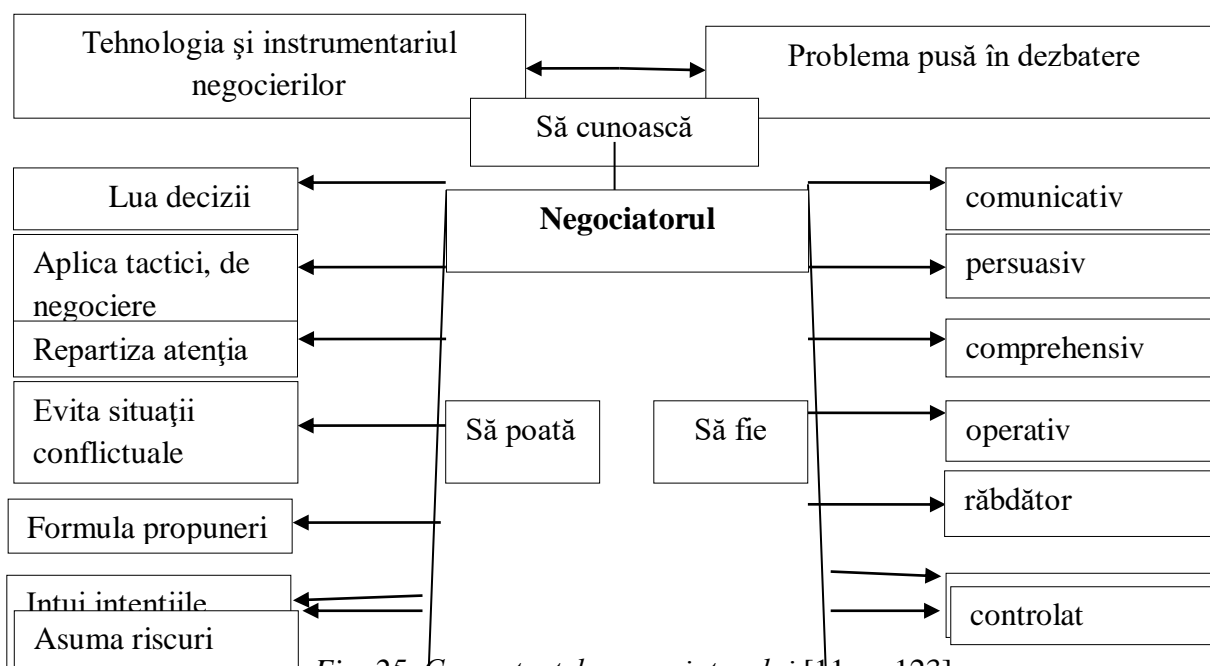 Tehnologia şi instrumentariul
negocierilor
Problema pusă în dezbatere
Să cunoască
Negociatorul
Lua decizii
Aplica tactici, de
negociere
Repartiza atenţia
Evita situaţii
conflictuale
Formula propuneri
Intui intenţiile
Asuma riscuri
Să poată
Să fie
comunicativ
persuasiv
comprehensiv
operativ
răbdător
controlat